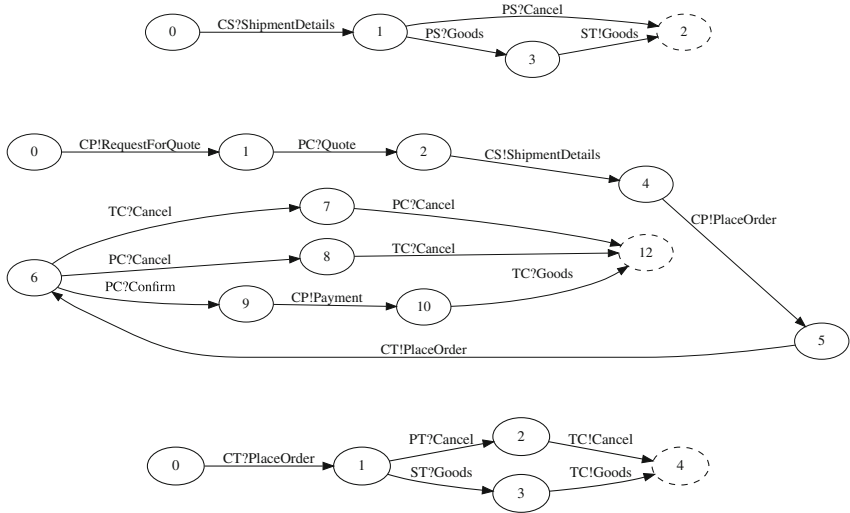 PS?Cancel
CS?ShipmentDetails
0
1
2
PS?Goods
ST!Goods
3
CP!RequestForQuote
PC?Quote
0
1
2
CS!ShipmentDetails
4
TC?Cancel
7
PC?Cancel
CP!PlaceOrder
PC?Cancel
8
TC?Cancel
12
6
PC?Confirm
TC?Goods
9
CP!Payment
10
5
CT!PlaceOrder
PT?Cancel
2
TC!Cancel
CT?PlaceOrder
0
1
4
ST?Goods
TC!Goods
3